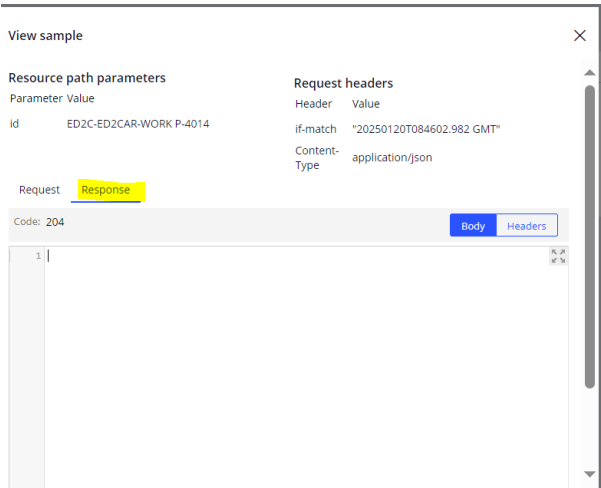 View sample
Resource path parameters
Parameter Value
id ED2C-ED2CAR-WORK P-4014
Request headers
Header Value
if-match "20250120T084602.982 GMT"
Content-
Type application/json
Request Response
Code: 204 Body Headers
1